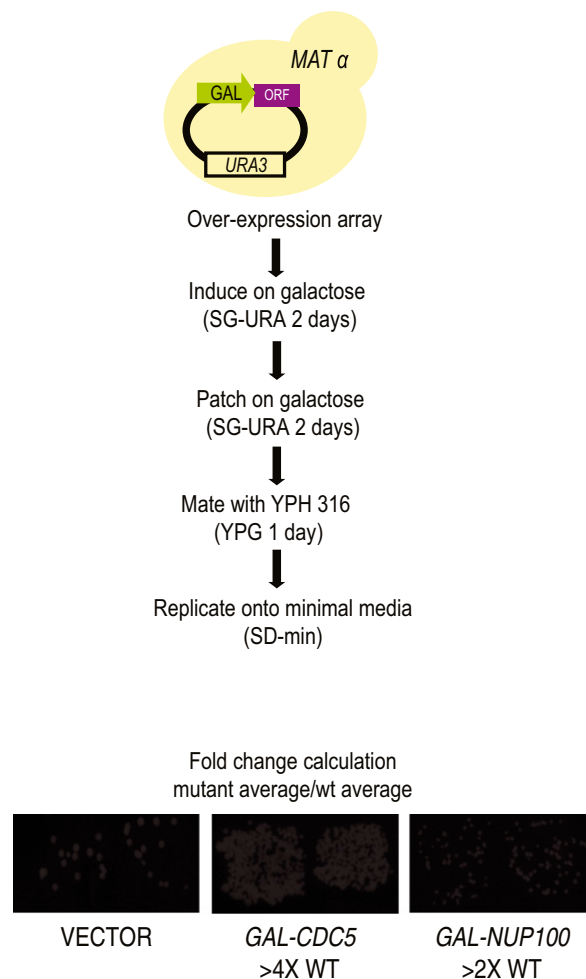 MAT α
GAL
ORF
URA3
Over-expression array
Induce on galactose
(SG-URA 2 days)
Patch on galactose
(SG-URA 2 days)
Mate with YPH 316
(YPG 1 day)
Replicate onto minimal media
(SD-min)
Fold change calculation
mutant average/wt average
VECTOR
GAL-CDC5
>4X WT
GAL-NUP100
>2X WT